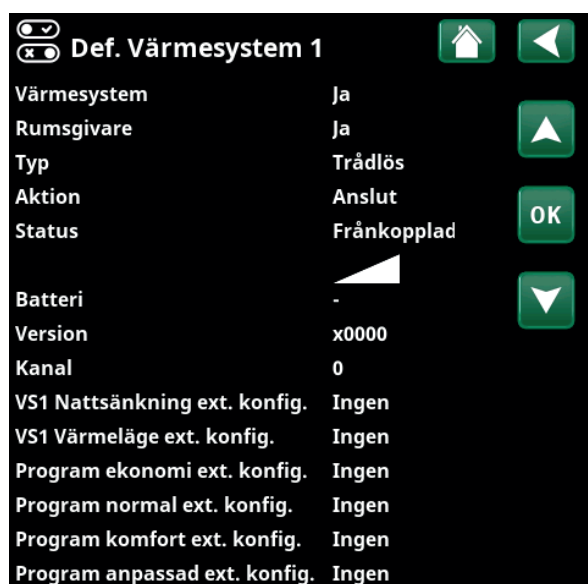 Def. Värmesystem 1
Värmesystem Ja
Rumsgivare Ja
Typ Trådlös
Aktion Anslut
Status Frånkopplad
OK
Batteri -
Version x0000
Kanal 0
VS1 Nattsänkning ext. konfig. Ingen
VS1 Värmeläge ext. konfig. Ingen
Program ekonomi ext. konfig. Ingen
Program normal ext. konfig. Ingen
Program komfort ext. konfig. Ingen
Program anpassad ext. konfig. Ingen